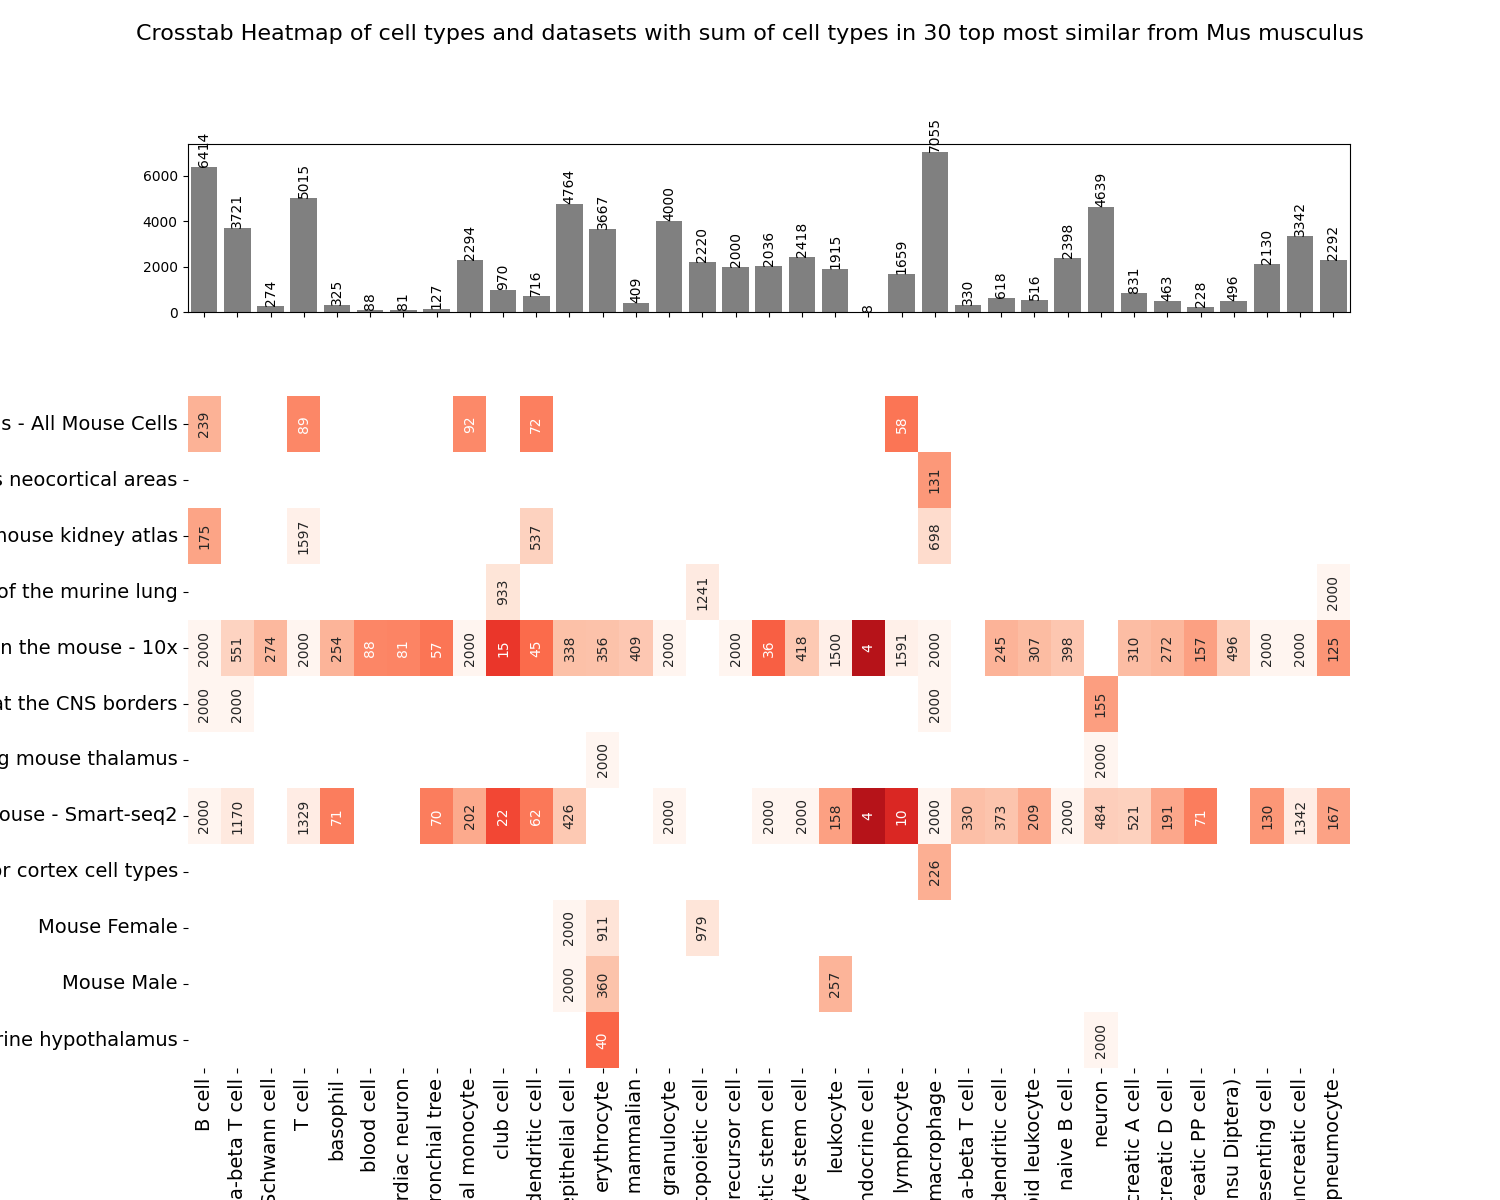 Crosstab Heatmap of cell types and datasets with sum of cell types in 30 top most similar from Mus musculus
6414 3721 274 5015 325 88 81 127 2294 970 716 4764 3667 409 4000 2220 2000 2036 2418 1915 8 1659 7055 330 618 516 2398 4639 831 463 228 496 2130 3342 2292
6000
4000
2000
0
s - All Mouse Cells 239 89 92 72 58
neocortical areas 131
mouse kidney atlas 175 1597 537 698
of the murine lung 933 1241 2000
n the mouse - 10x 2000 551 274 2000 254 88 81 57 2000 15 45 338 356 409 2000 2000 36 418 1500 4 1591 2000 245 307 398 310 272 157 496 2000 2000 125
at the CNS borders 2000 2000 2000 155
g mouse thalamus 2000 2000
ouse - Smart-seq2 2000 1170 1329 71 70 202 22 62 426 2000 2000 2000 158 4 10 2000 330 373 209 2000 484 521 191 71 130 1342 167
or cortex cell types 226
Mouse Female 2000 911 979
Mouse Male 2000 360 257
rine hypothalamus 40 2000
B cell
a-beta T cell
Schwann cell
T cell
basophil
blood cell
rdiac neuron
ronchial tree
al monocyte
club cell
dendritic cell
epithelial cell
erythrocyte
mammalian
granulocyte
topoietic cell
recursor cell
etic stem cell
yte stem cell
leukocyte
ndocrine cell
lymphocyte
macrophage
a-beta T cell
dendritic cell
oid leukocyte
naive B cell
neuron
creatic A cell
creatic D cell
reatic PP cell
nsu Diptera)
esenting cell
ancreatic cell
pneumocyte